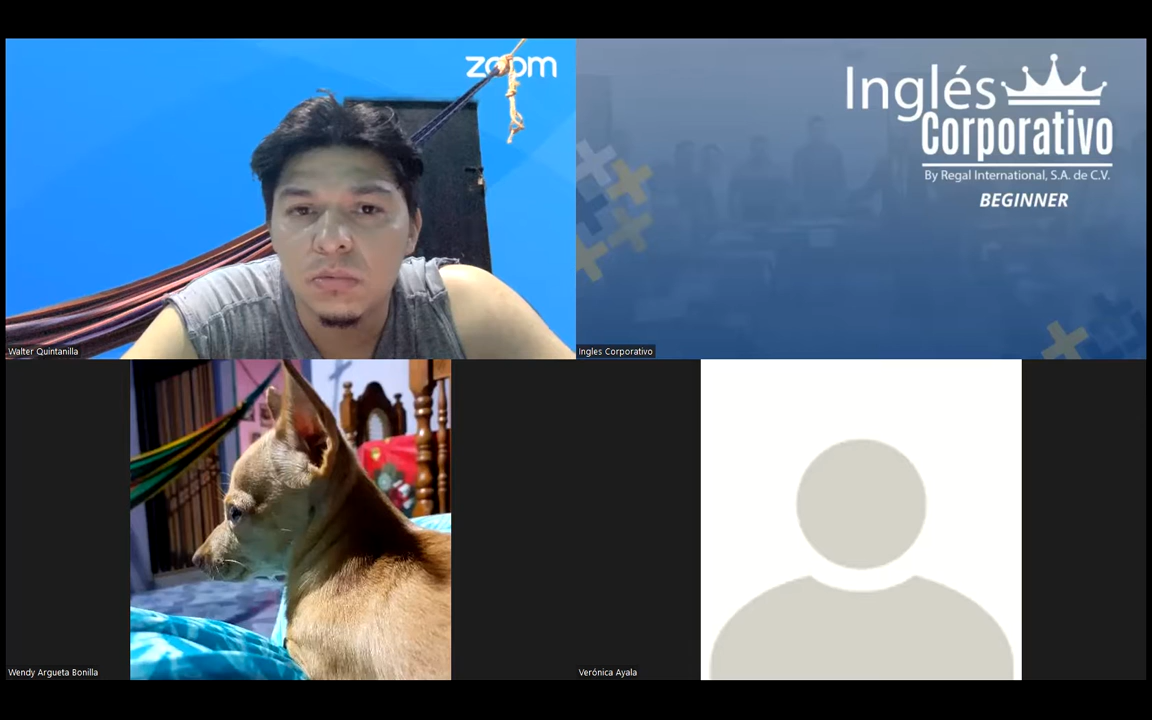 zoom
Inglés
Corporativo
By Regal International, S.A. de C.V.
BEGINNER
Walter Quintanilla
Ingles Corporativo
Wendy Argueta Bonilla
Verónica Ayala